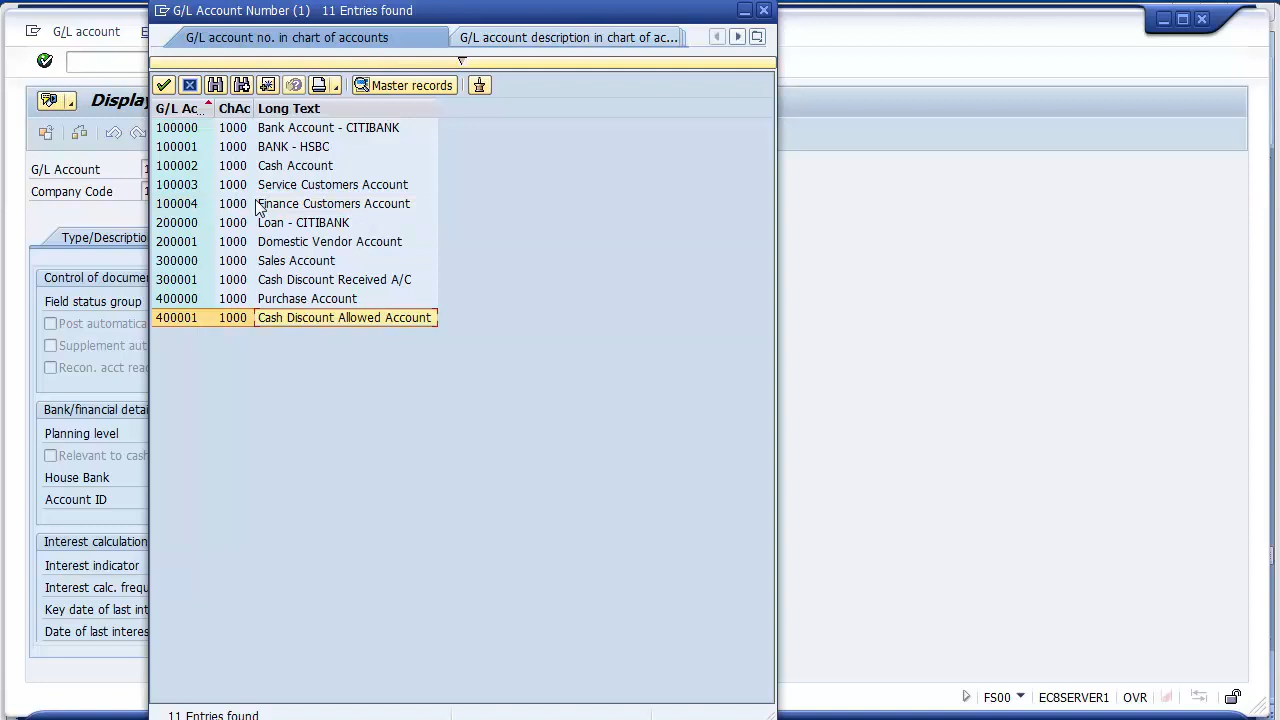 G/L Account Number (1) 11 Entries found
G/L account
G/L account no. in chart of accounts
G/L account description in chart of ac...
Master records
Display
G/L Ac.. ChAc Long Text
100000 1000 Bank Account - CITIBANK
100001 1000 BANK - HSBC
100002 1000 Cash Account
100003 1000 Service Customers Account
100004 1000 Finance Customers Account
200000 1000 Loan - CITIBANK
200001 1000 Domestic Vendor Account
300000 1000 Sales Account
300001 1000 Cash Discount Received A/C
400000 1000 Purchase Account
400001 1000 Cash Discount Allowed Account
G/L Account 1
Company Code 1
Type/Descriptio
Control of docume
Field status group
Post automatica
Supplement aut
Recon. acct rea
Bank/financial detai
Planning level
Relevant to cash
House Bank
Account ID
Interest calculation
Interest indicator
Interest calc. frequ
Key date of last int
Date of last interes
11 Entries found
FS00 EC8SERVER1 OVR